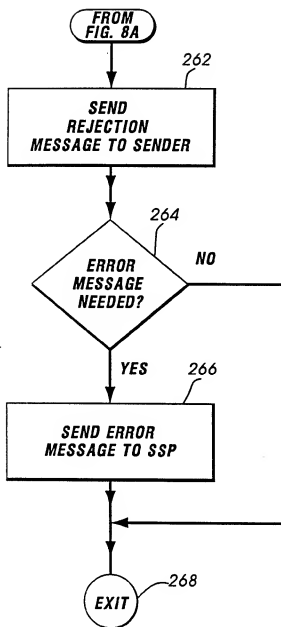 FROM
FIG. 8A
262
SEND
REJECTION
MESSAGE TO SENDER
264
ERROR
MESSAGE
NEEDED?
NO
YES
266
SEND ERROR
MESSAGE TO SSP
EXIT
268